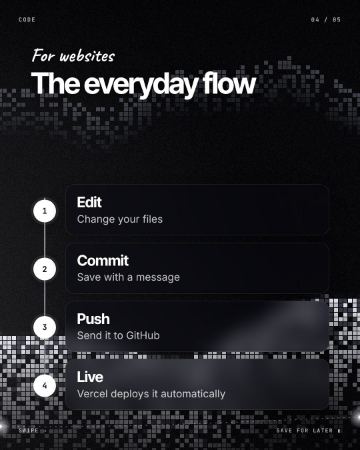 CODE
04 / 05
For websites
The everyday flow
1
Edit
Change your files
2
Commit
Save with a message
3
Push
Send it to GitHub
4
Live
Vercel deploys it automatically
SWIPE
SAVE FOR LATER